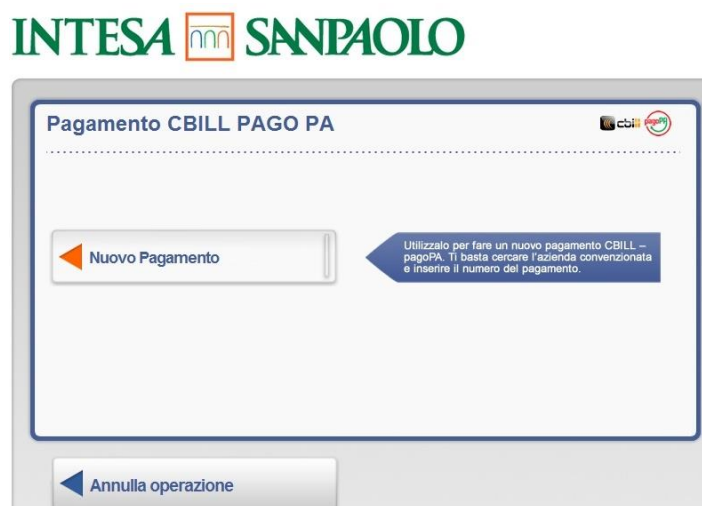 INTESA SANPAOLO
Pagamento CBILL PAGO PA
cbill pagoPA
Nuovo Pagamento
Utilizzalo per fare un nuovo pagamento CBILL –
pagoPA. Ti basta cercare l'azienda convenzionata
e inserire il numero del pagamento.
Annulla operazione